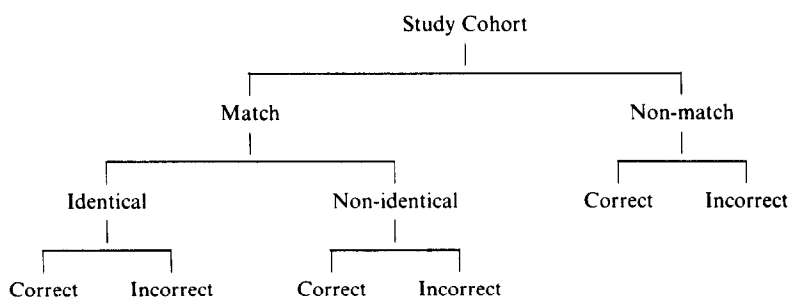 Study Cohort
Match Non-match
Identical Non-identical Correct Incorrect
Correct Incorrect Correct Incorrect